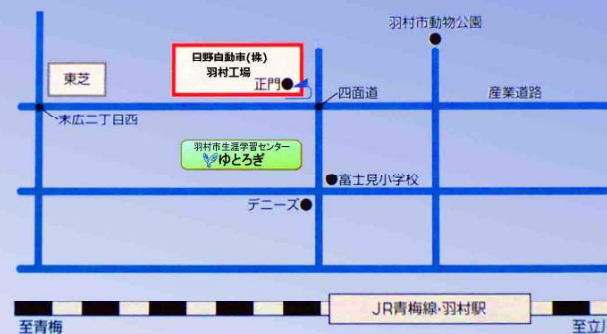 羽村市動物公園
日野自動車(株)
羽村工場
正門
東芝
四面道
産業道路
末広二丁目西
羽村市生涯学習センター
ゆとろぎ
富士見小学校
デニーズ
JR青梅線・羽村駅
至青梅
至立川